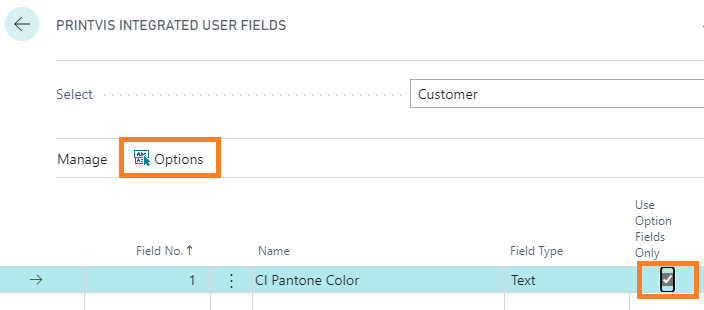 PRINTVIS INTEGRATED USER FIELDS
Select
Customer
Manage
Options
Use
Option
Fields
Only
Field No. ↑
Name
Field Type
1
CI Pantone Color
Text